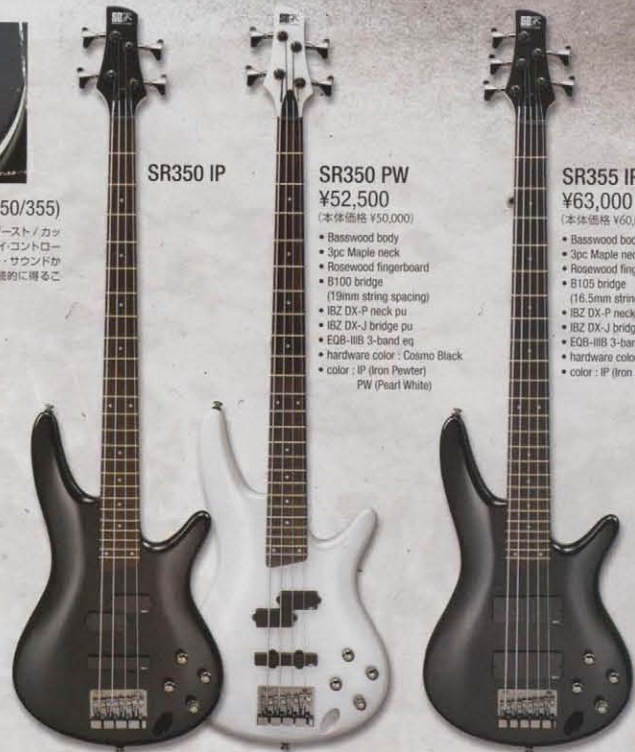 50/355)
ースト / カッ
イ・コントロー
・サウンドか
続的に得るこ
SR350 IP
SR350 PW
¥52,500
(本体価格 ¥50,000)
• Basswood body
• 3pc Maple neck
• Rosewood fingerboard
• B100 bridge
(19mm string spacing)
• IBZ DX-P neck pu
• IBZ DX-J bridge pu
• EQB-IIIB 3-band eq
• hardware color : Cosmo Black
• color : IP (Iron Pewter)
PW (Pearl White)
SR355 IP
¥63,000
(本体価格 ¥60,
• Basswood bod
• 3pc Maple nec
• Rosewood fing
• B105 bridge
(16.5mm strin
• IBZ DX-P neck
• IBZ DX-J bridg
• EQB-IIIB 3-ban
• hardware colo
• color : IP (Iron